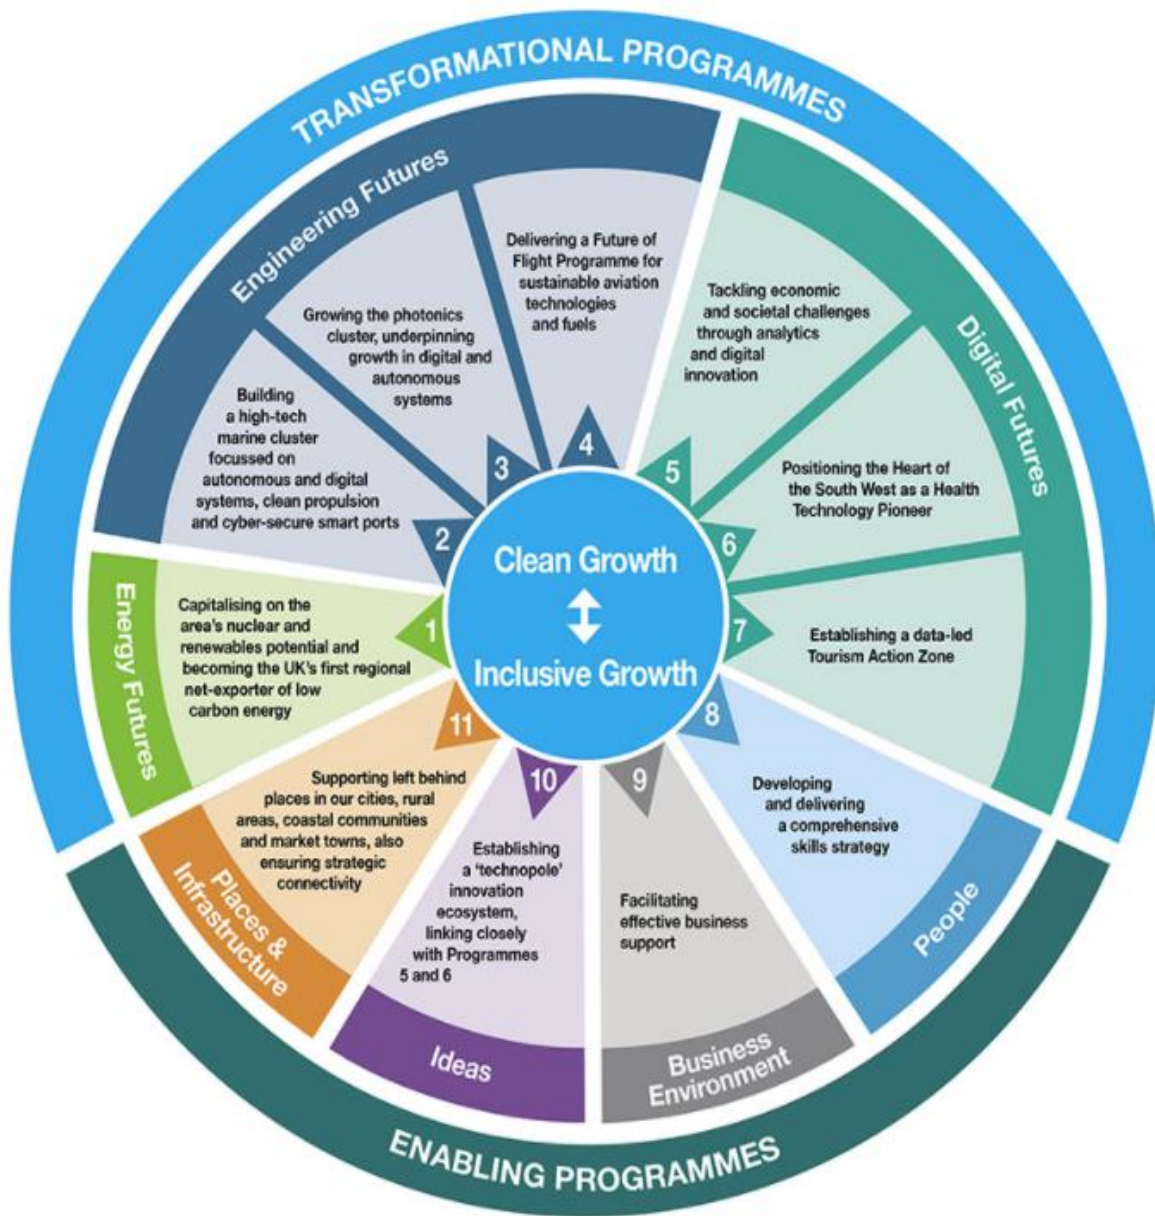 TRANSFORMATIONAL PROGRAMMES
Engineering Futures
Digital Futures
Energy Futures
Clean Growth
Inclusive Growth
1
Capitalising on the
area's nuclear and
renewables potential and
becoming the UK's first regional
net-exporter of low
carbon energy
2
Building
a high-tech
marine cluster
focussed on
autonomous and digital
systems, clean propulsion
and cyber-secure smart ports
3
Growing the photonics
cluster, underpinning
growth in digital and
autonomous
systems
4
Delivering a Future of
Flight Programme for
sustainable aviation
technologies
and fuels
5
Tackling economic
and societal challenges
through analytics
and digital
innovation
6
Positioning the Heart of
the South West as a Health
Technology Pioneer
7
Establishing a data-led
Tourism Action Zone
8
Developing
and delivering
a comprehensive
skills strategy
People
9
Facilitating
effective business
support
Business
Environment
10
Establishing
a ‘technopole’
innovation
ecosystem,
linking closely
with Programmes
5 and 6
Ideas
11
Supporting left behind
places in our cities, rural
areas, coastal communities
and market towns, also
ensuring strategic
connectivity
Places &
Infrastructure
ENABLING PROGRAMMES